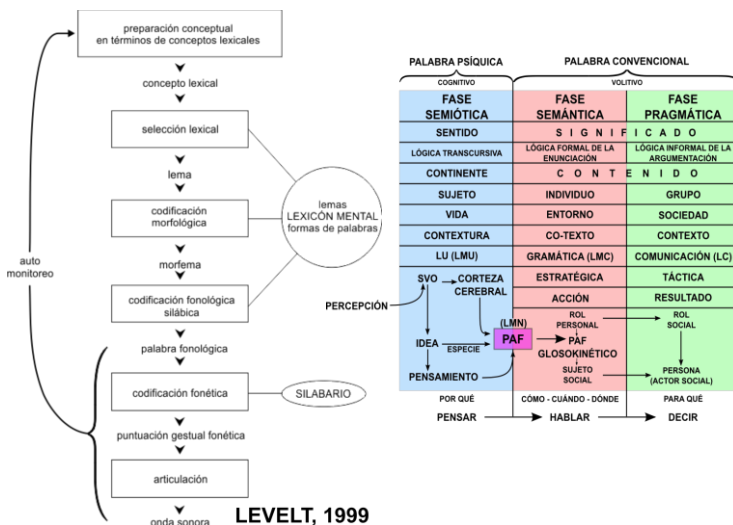 preparación conceptual
en términos de conceptos lexicales
concepto lexical
selección lexical
lema
codificación
morfológica
morfema
codificación fonológica
silábica
palabra fonológica
codificación fonética
puntuación gestual fonética
articulación
onda sonora
auto
monitoreo
lemas
LEXICÓN MENTAL
formas de palabras
SILABARIO
LEVELT, 1999
PALABRA PSÍQUICA
PALABRA CONVENCIONAL
COGNITIVO
VOLITIVO
FASE
SEMIÓTICA
FASE
SEMÁNTICA
FASE
PRAGMÁTICA
SENTIDO
SIGNIFICADO
LÓGICA TRANSCURSIVA
LÓGICA FORMAL DE LA
ENUNCIACIÓN
LÓGICA INFORMAL DE LA
ARGUMENTACIÓN
CONTINENTE
CONTENIDO
SUJETO
INDIVIDUO
GRUPO
VIDA
ENTORNO
SOCIEDAD
CONTEXTURA
CO-TEXTO
CONTEXTO
LU (LMU)
GRAMÁTICA (LMC)
COMUNICACIÓN (LC)
SVO
CORTEZA
CEREBRAL
ESTRATÉGICA
TÁCTICA
PERCEPCIÓN
ACCIÓN
RESULTADO
(LMN)
ROL
PERSONAL
ROL
SOCIAL
IDEA
ESPECIE
PAF
PAF
GLOSOKINÉTICO
PENSAMIENTO
SUJETO
SOCIAL
PERSONA
(ACTOR SOCIAL)
POR QUÉ
CÓMO - CUÁNDO - DÓNDE
PARA QUÉ
PENSAR
HABLAR
DECIR